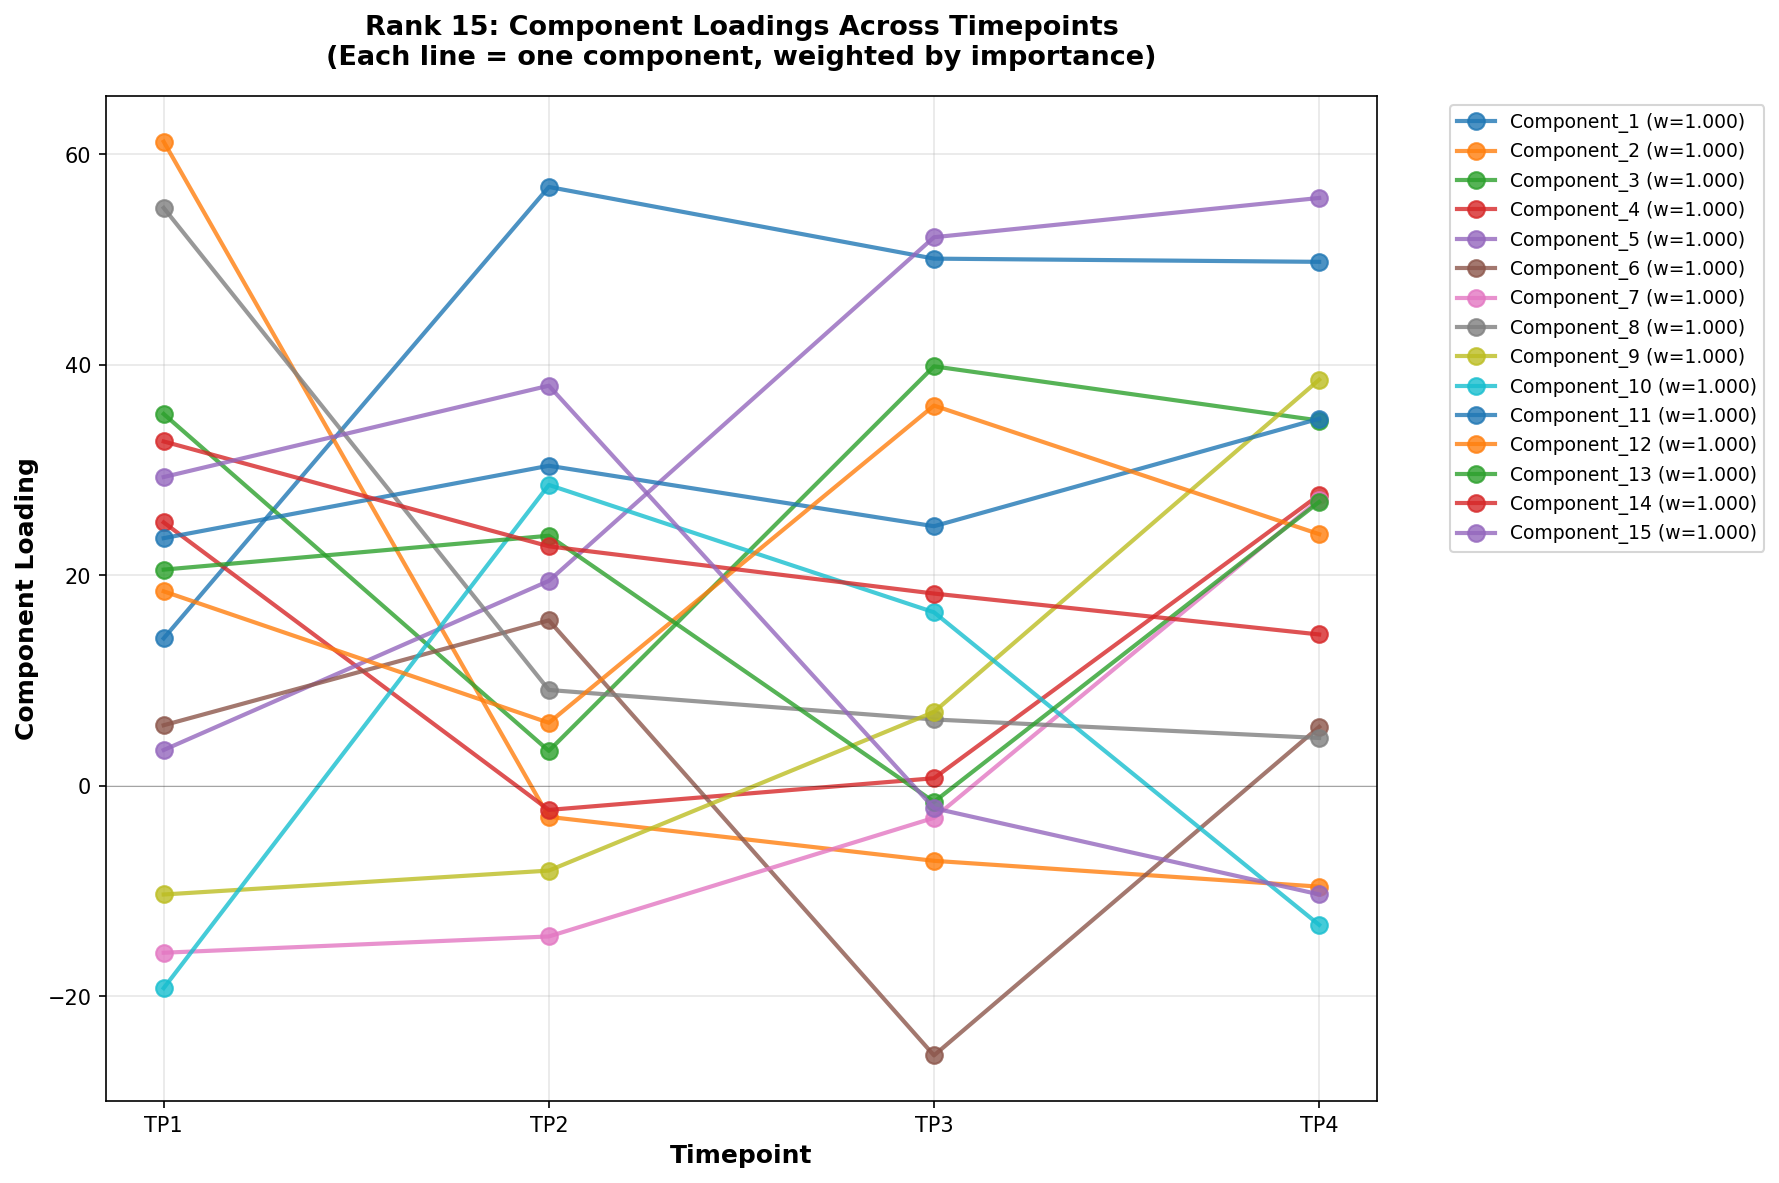 Rank 15: Component Loadings Across Timepoints
(Each line = one component, weighted by importance)
Component Loading
60
40
20
0
−20
TP1
TP2
TP3
TP4
Timepoint
Component_1 (w=1.000)
Component_2 (w=1.000)
Component_3 (w=1.000)
Component_4 (w=1.000)
Component_5 (w=1.000)
Component_6 (w=1.000)
Component_7 (w=1.000)
Component_8 (w=1.000)
Component_9 (w=1.000)
Component_10 (w=1.000)
Component_11 (w=1.000)
Component_12 (w=1.000)
Component_13 (w=1.000)
Component_14 (w=1.000)
Component_15 (w=1.000)